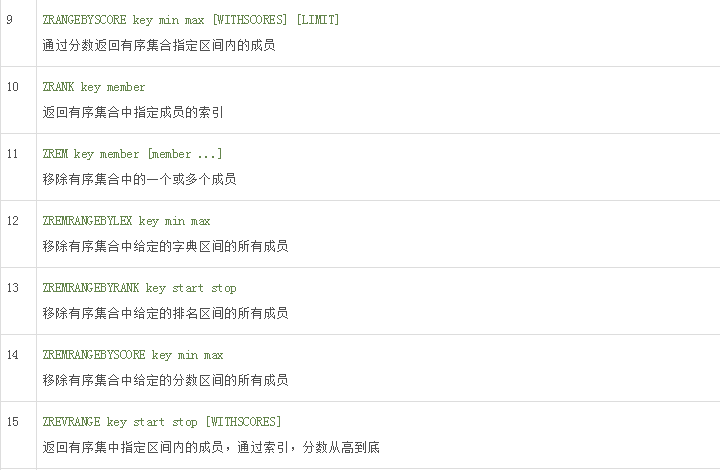 9 ZRANGEBYSCORE key min max [WITHSCORES] [LIMIT]
通过分数返回有序集合指定区间内的成员
10 ZRANK key member
返回有序集合中指定成员的索引
11 ZREM key member [member ...]
移除有序集合中的一个或多个成员
12 ZREMRANGEBYLEX key min max
移除有序集合中给定的字典区间的所有成员
13 ZREMRANGEBYRANK key start stop
移除有序集合中给定的排名区间的所有成员
14 ZREMRANGEBYSCORE key min max
移除有序集合中给定的分数区间的所有成员
15 ZREVRANGE key start stop [WITHSCORES]
返回有序集中指定区间内的成员，通过索引，分数从高到底